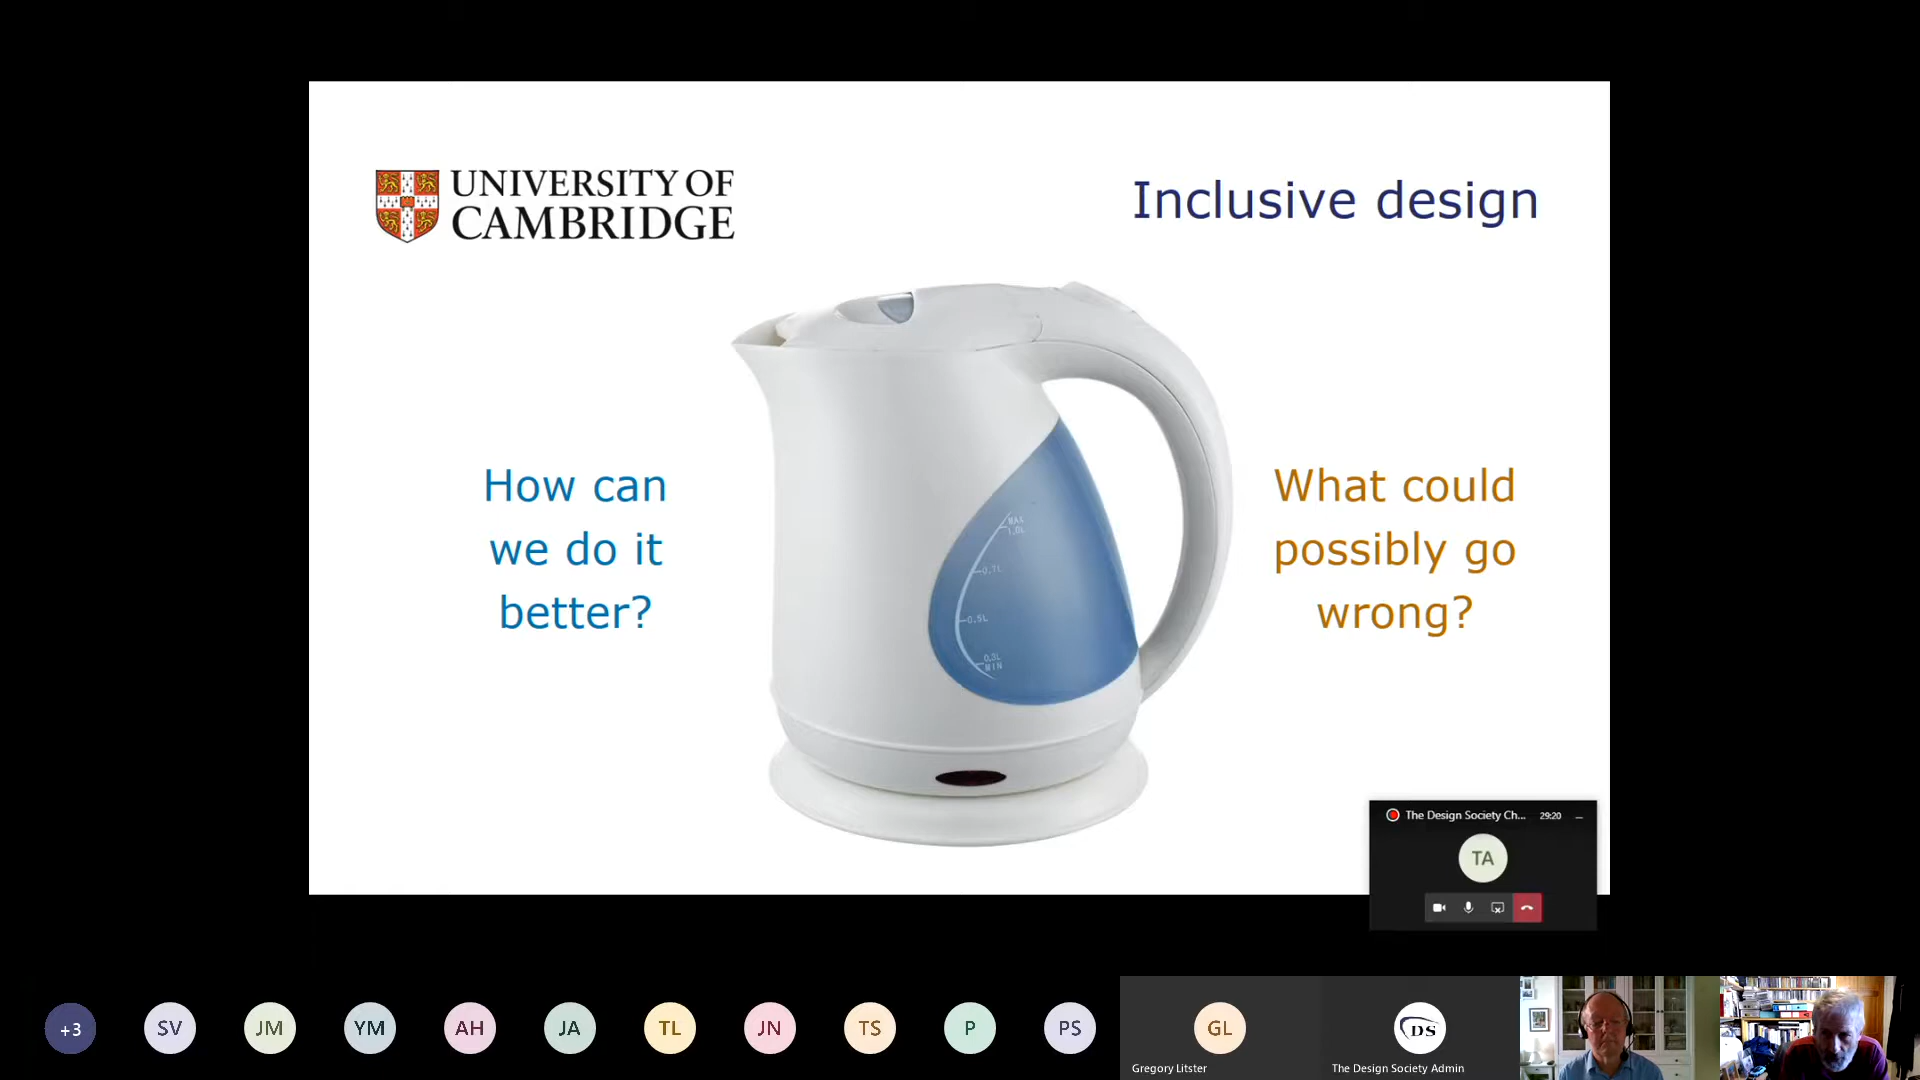 UNIVERSITY OF
CAMBRIDGE
Inclusive design
How can
we do it
better?
What could
possibly go
wrong?
MAX
1.0L
0.7L
0.5L
0.3L
MIN
The Design Society Ch... 29:20
TA
+3 SV JM YM AH JA TL JN TS P PS GL DS
Gregory Litster
The Design Society Admin